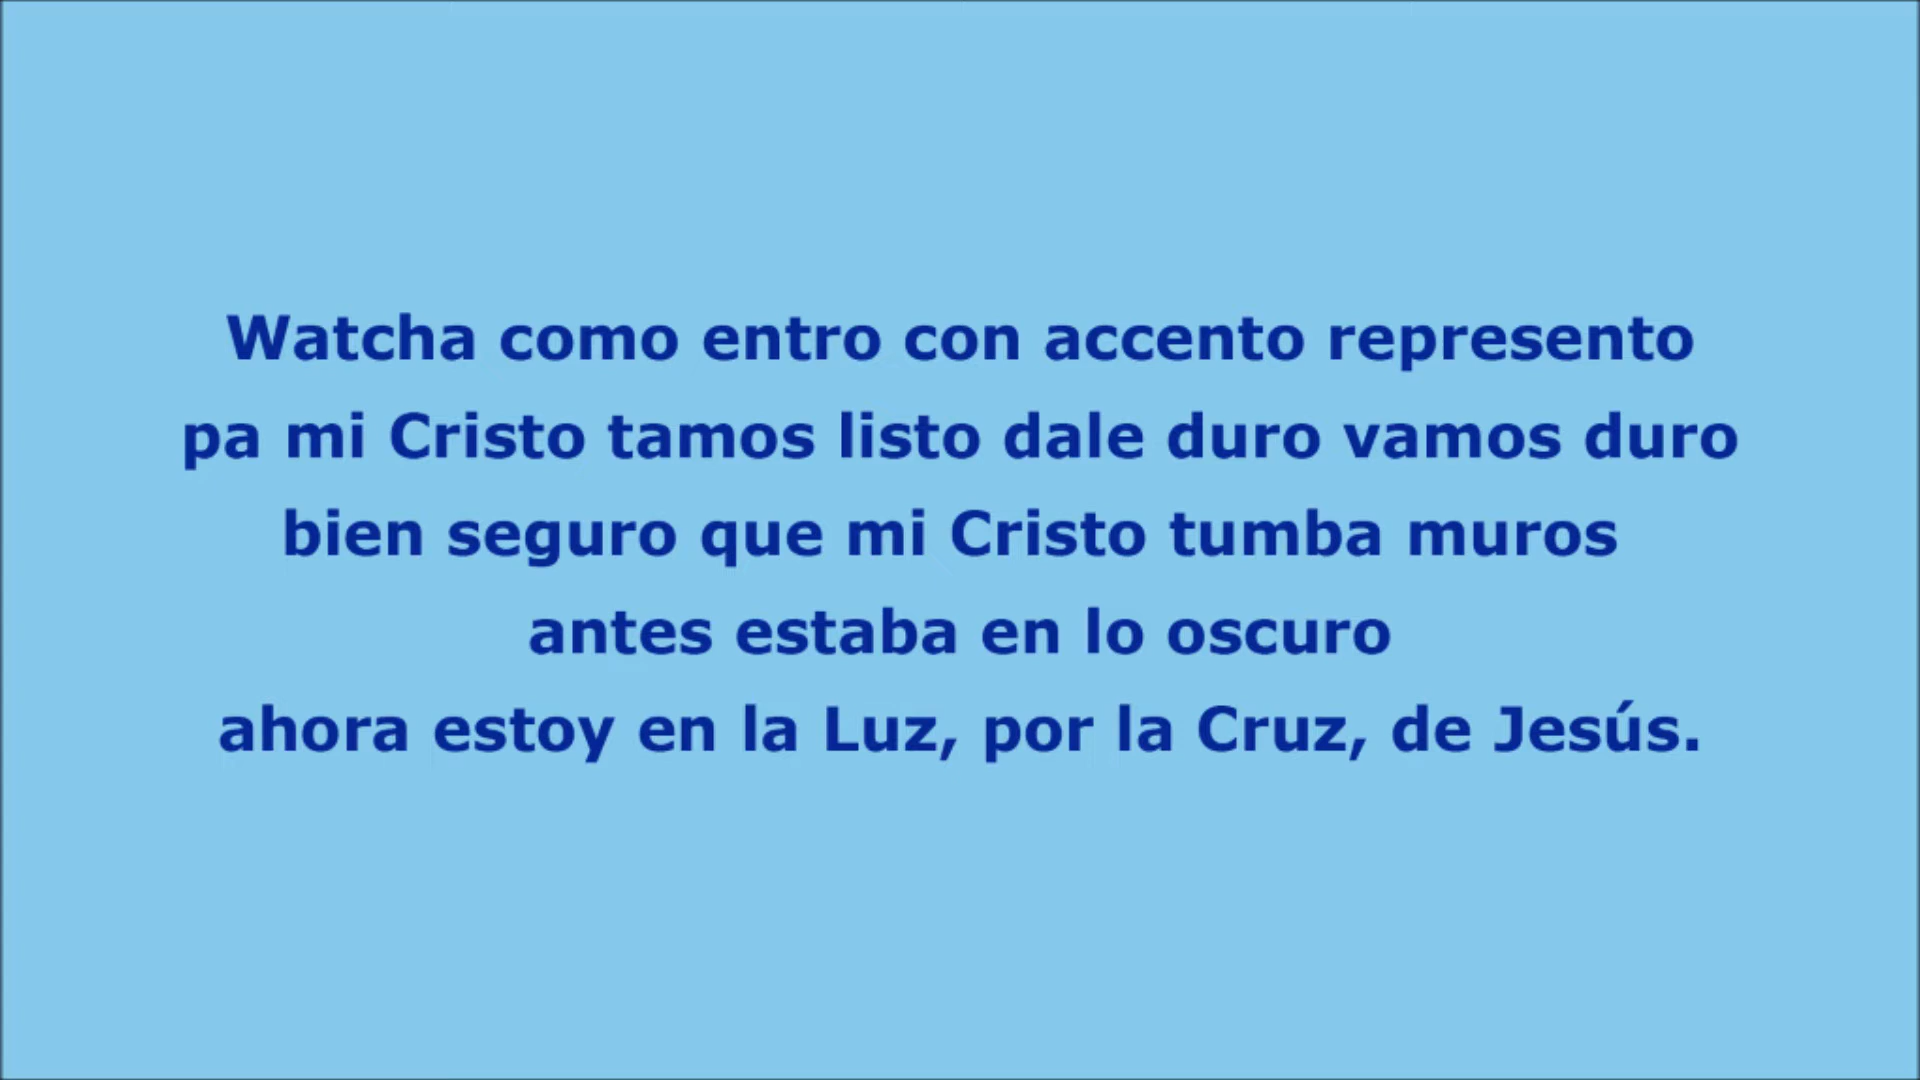 Watcha como entro con accento represento
pa mi Cristo tamos listo dale duro vamos duro
bien seguro que mi Cristo tumba muros
antes estaba en lo oscuro
ahora estoy en la Luz, por la Cruz, de Jesús.